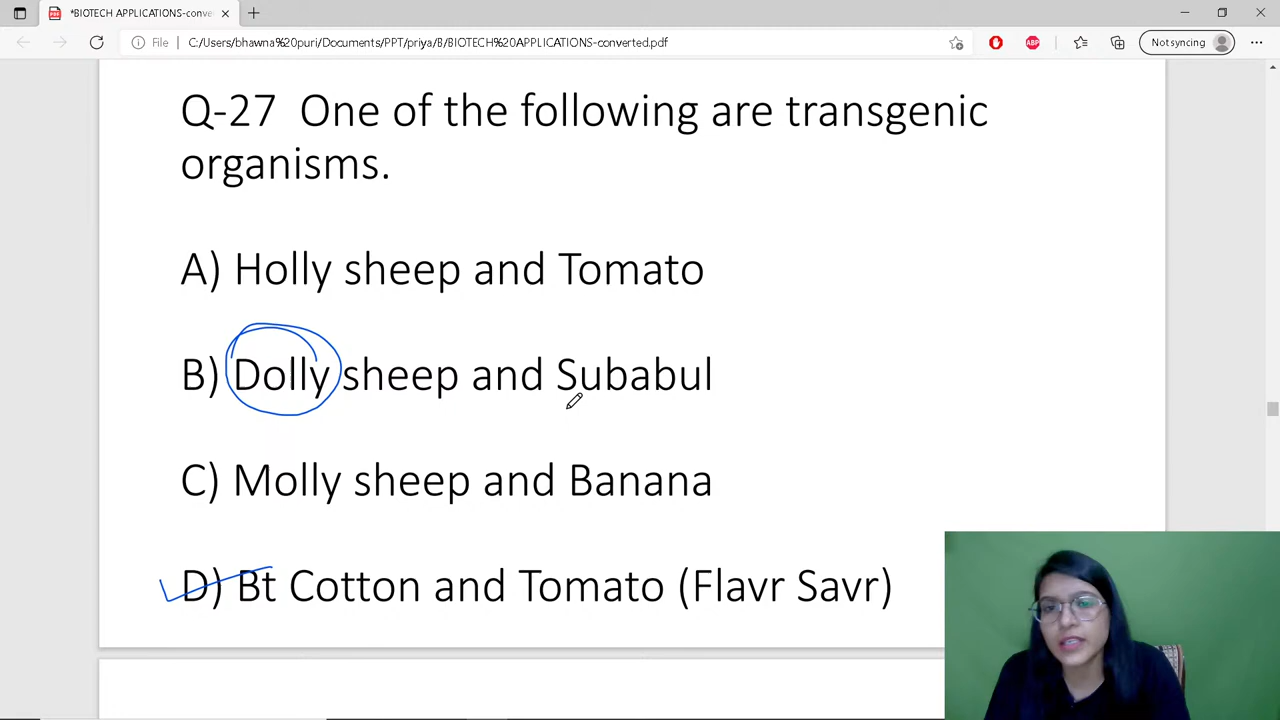 *BIOTECH APPLICATIONS-conve
File
C:/Users/bhawna%20puri/Documents/PPT/priya/B/BIOTECH%20APPLICATIONS-converted.pdf
ABP
Not syncing
Q-27 One of the following are transgenic
organisms.
A) Holly sheep and Tomato
B) Dolly sheep and Subabul
C) Molly sheep and Banana
D) Bt Cotton and Tomato (Flavr Savr)